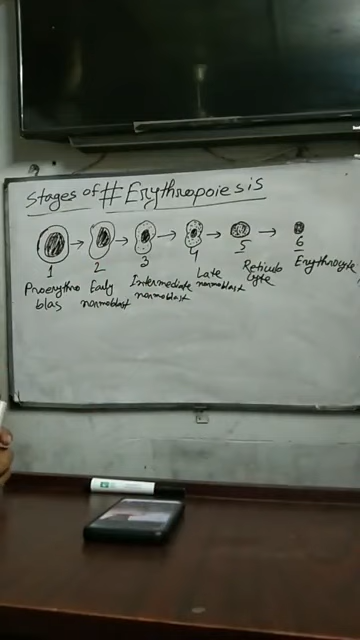 Stages of # Erythropoiesis
1 2 3 4 5 6
Proerythro Early Intermediate Late Reticulo Erythrocyte
blas normoblast normoblast normoblast cyte